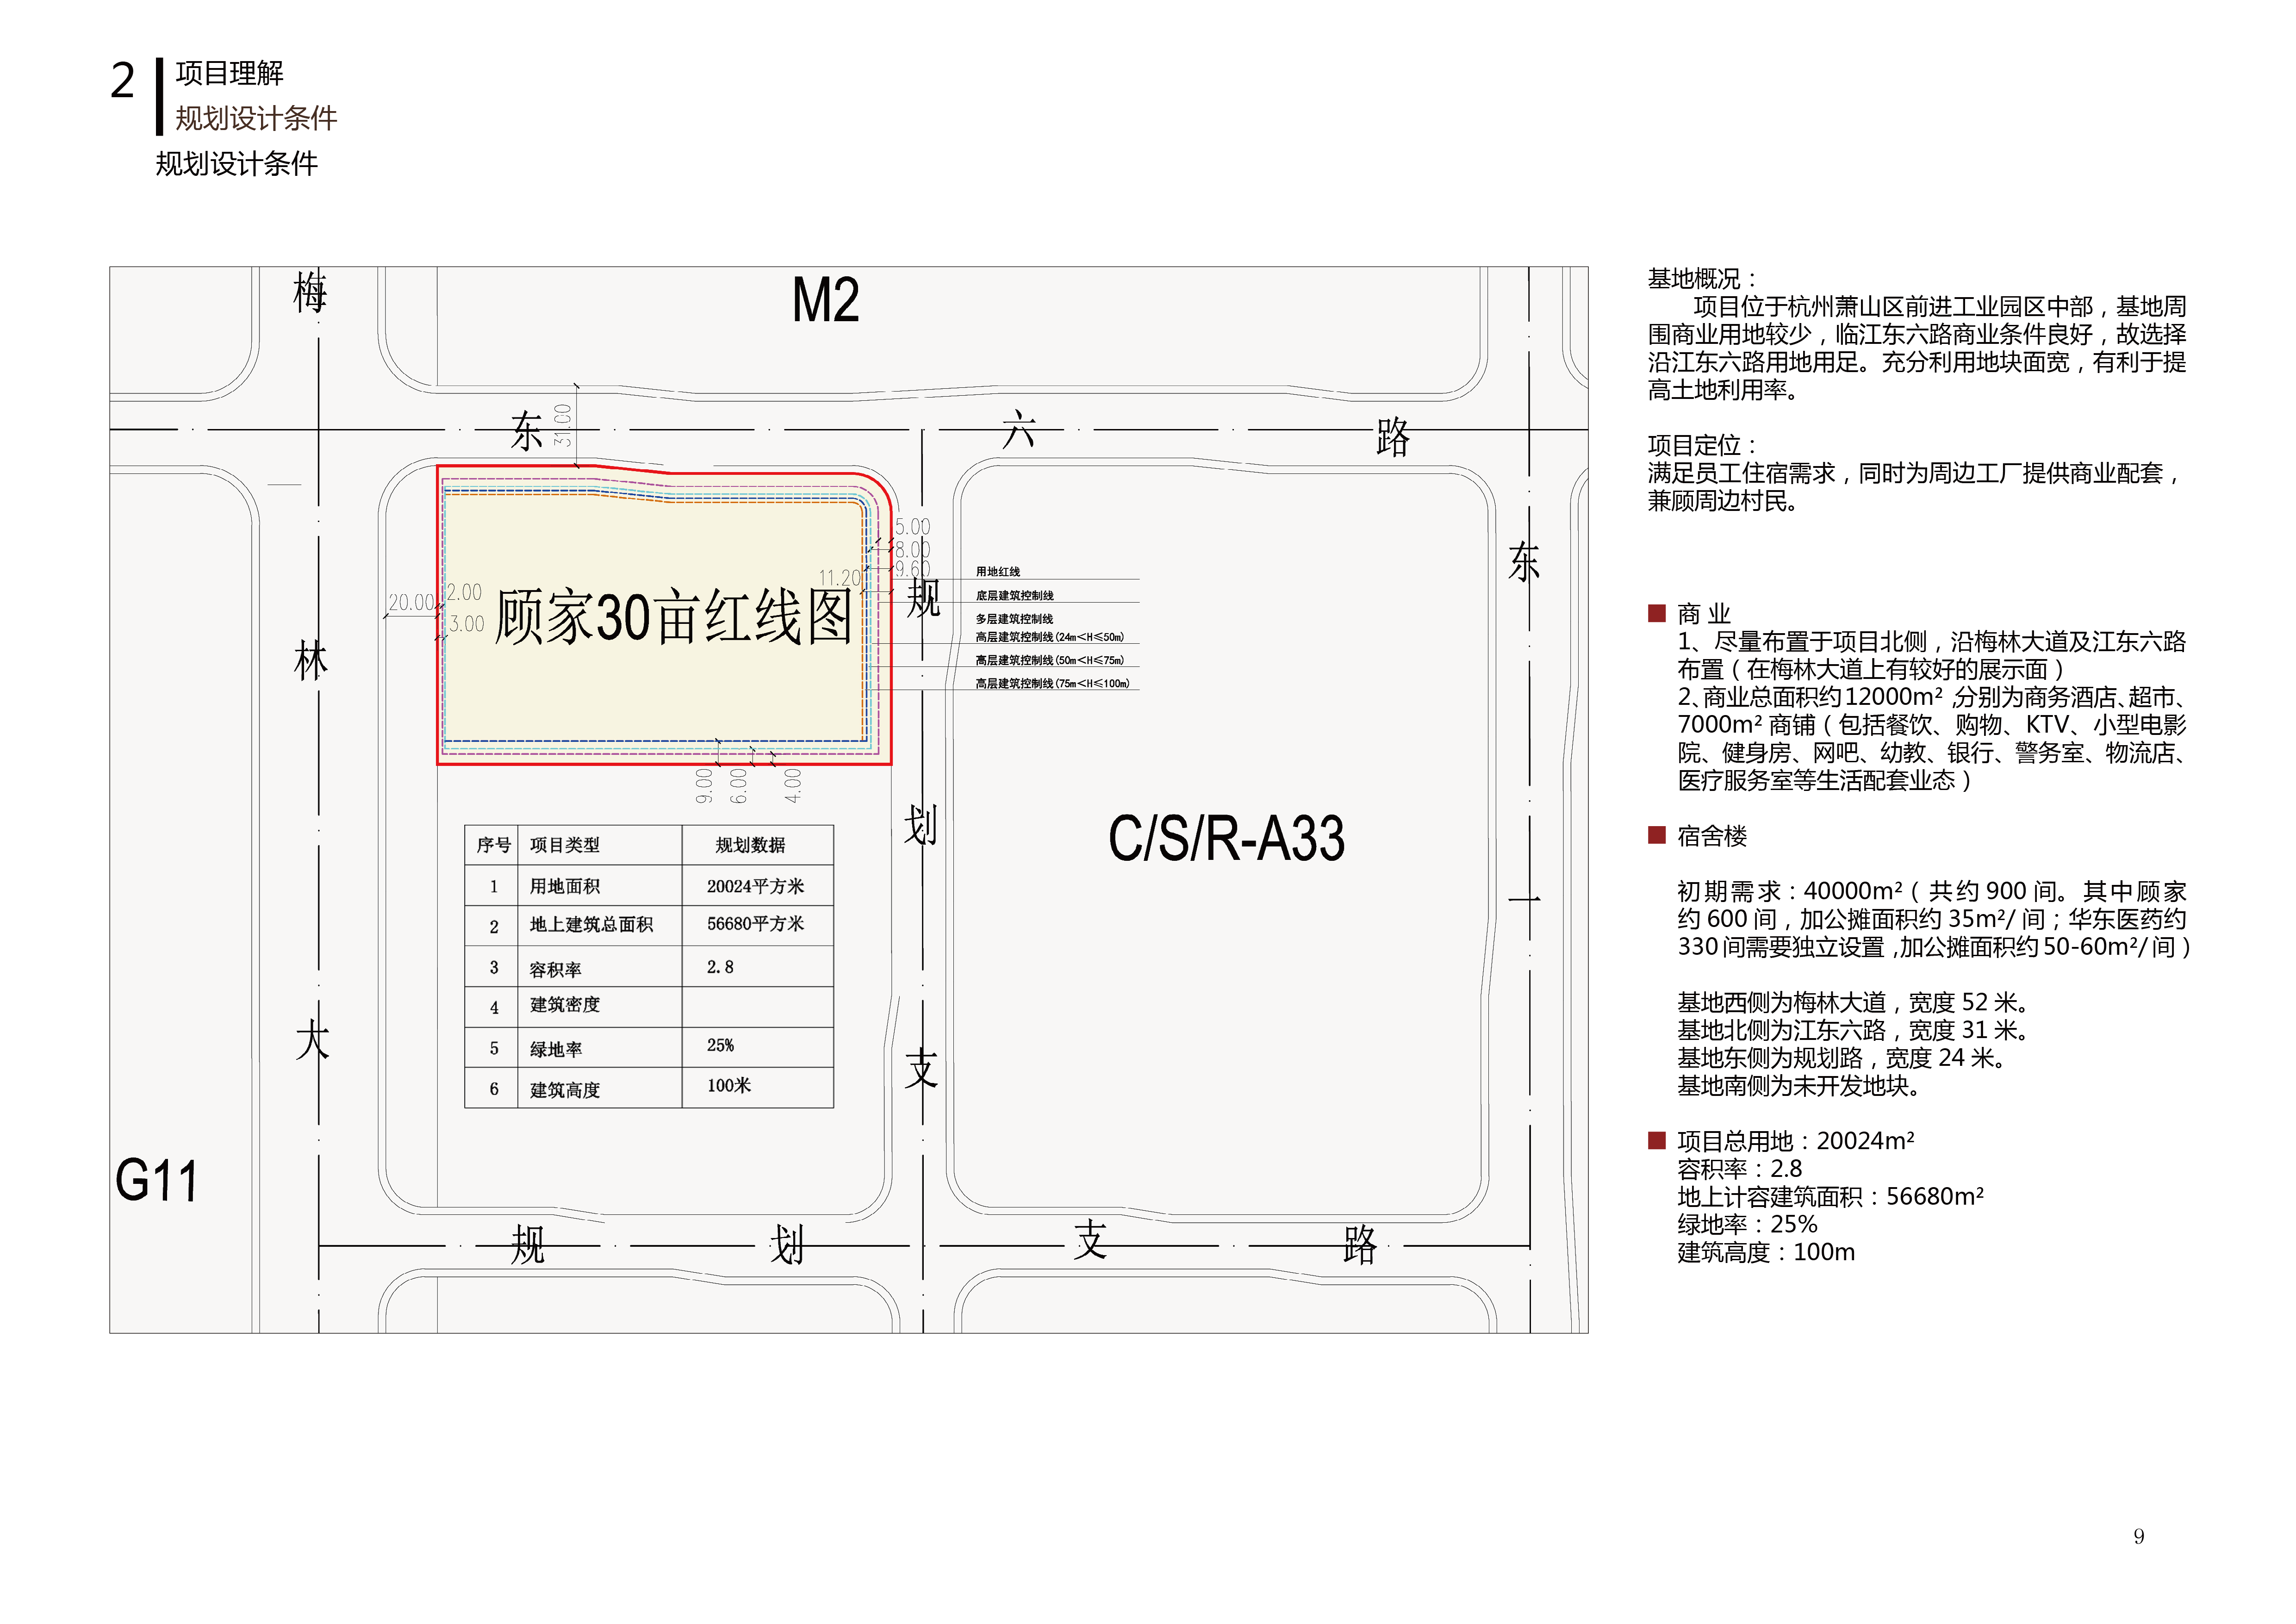 2
项目理解
规划设计条件
规划设计条件
梅
林
大
M2
东
六
路
31.00
5.00
8.00
9.60
11.20
20.00
2.00
3.00
顾家30亩红线图
规
划
支
用地红线
底层建筑控制线
多层建筑控制线
高层建筑控制线(24m<H≤50m)
高层建筑控制线(50m<H≤75m)
高层建筑控制线(75m<H≤100m)
东
一
9.00
6.00
4.00
C/S/R-A33
序号 项目类型 规划数据
1 用地面积 20024平方米
2 地上建筑总面积 56680平方米
3 容积率 2.8
4 建筑密度
5 绿地率 25%
6 建筑高度 100米
G11
规
划
支
路
基地概况：
项目位于杭州萧山区前进工业园区中部，基地周
围商业用地较少，临江东六路商业条件良好，故选择
沿江东六路用地用足。充分利用地块面宽，有利于提
高土地利用率。
项目定位：
满足员工住宿需求，同时为周边工厂提供商业配套，
兼顾周边村民。
商 业
1、尽量布置于项目北侧，沿梅林大道及江东六路
布置（在梅林大道上有较好的展示面）
2、商业总面积约12000m²，分别为商务酒店、超市、
7000m² 商铺（包括餐饮、购物、KTV、小型电影
院、健身房、网吧、幼教、银行、警务室、物流店、
医疗服务室等生活配套业态）
宿舍楼
初期需求：40000m²（共约 900 间。其中顾家
约 600 间，加公摊面积约 35m²/ 间；华东医药约
330 间需要独立设置，加公摊面积约 50-60m²/ 间）
基地西侧为梅林大道，宽度 52 米。
基地北侧为江东六路，宽度 31 米。
基地东侧为规划路，宽度 24 米。
基地南侧为未开发地块。
项目总用地：20024m²
容积率：2.8
地上计容建筑面积：56680m²
绿地率：25%
建筑高度：100m
9